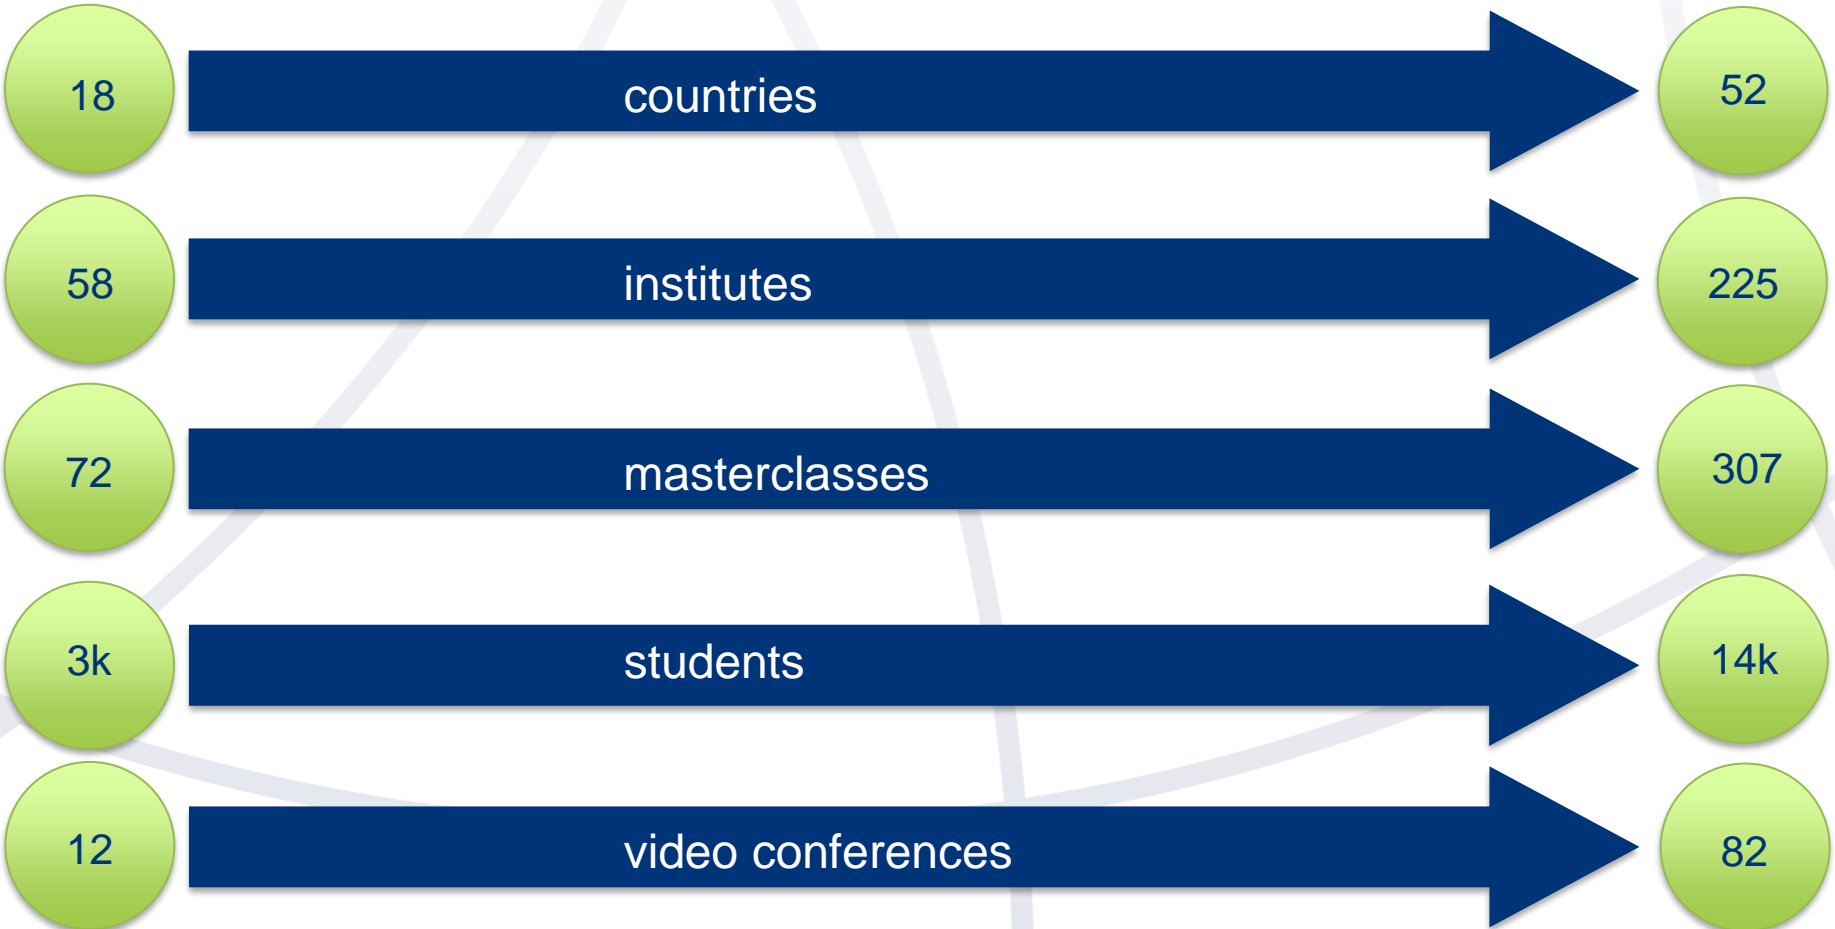 18 countries 52
58 institutes 225
72 masterclasses 307
3k students 14k
12 video conferences 82